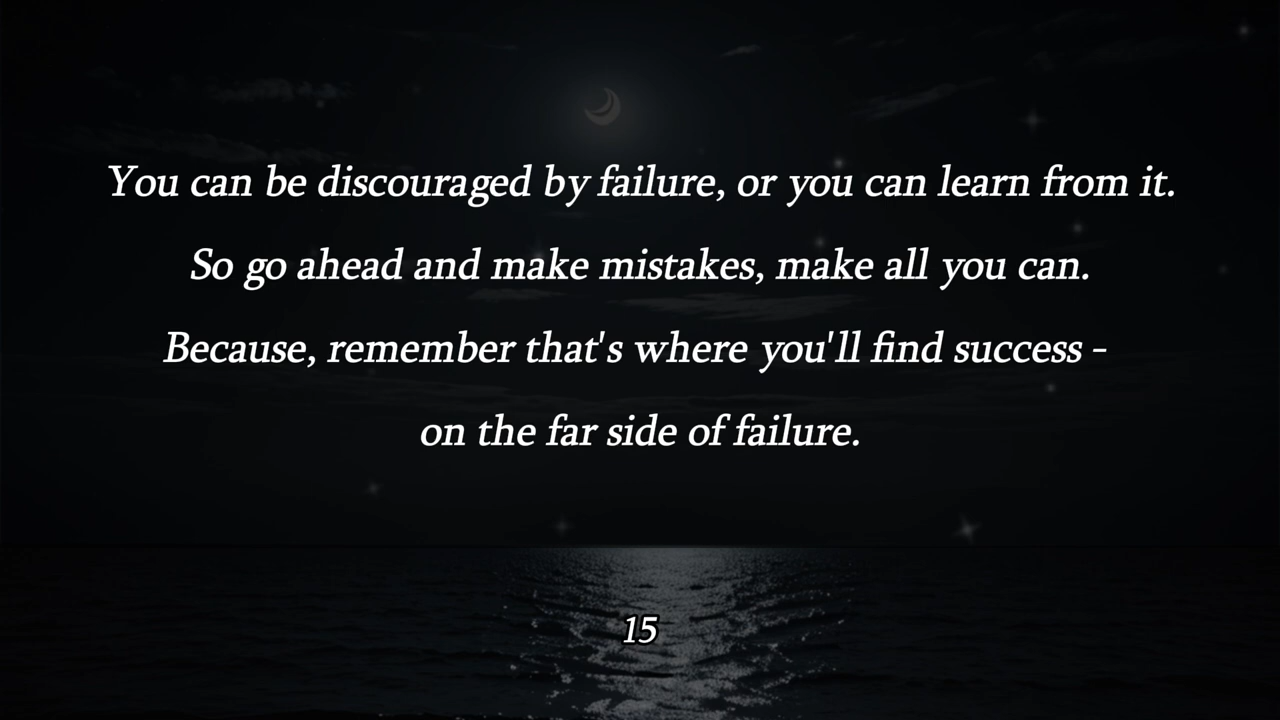 You can be discouraged by failure, or you can learn from it.
So go ahead and make mistakes, make all you can.
Because, remember that's where you'll find success -
on the far side of failure.
15